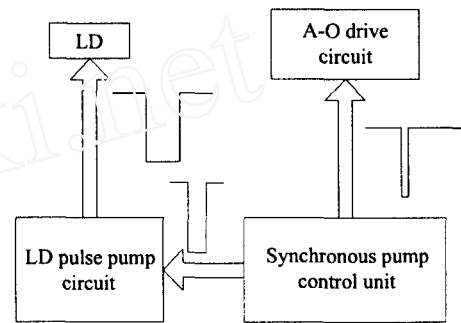 LD
A-O drive
circuit
LD pulse pump
circuit
Synchronous pump
control unit